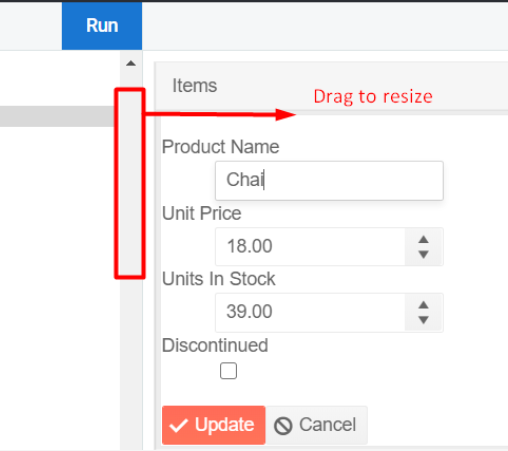 Run
Items
Drag to resize
Product Name
Chai
Unit Price
18.00
Units In Stock
39.00
Discontinued
Update Cancel